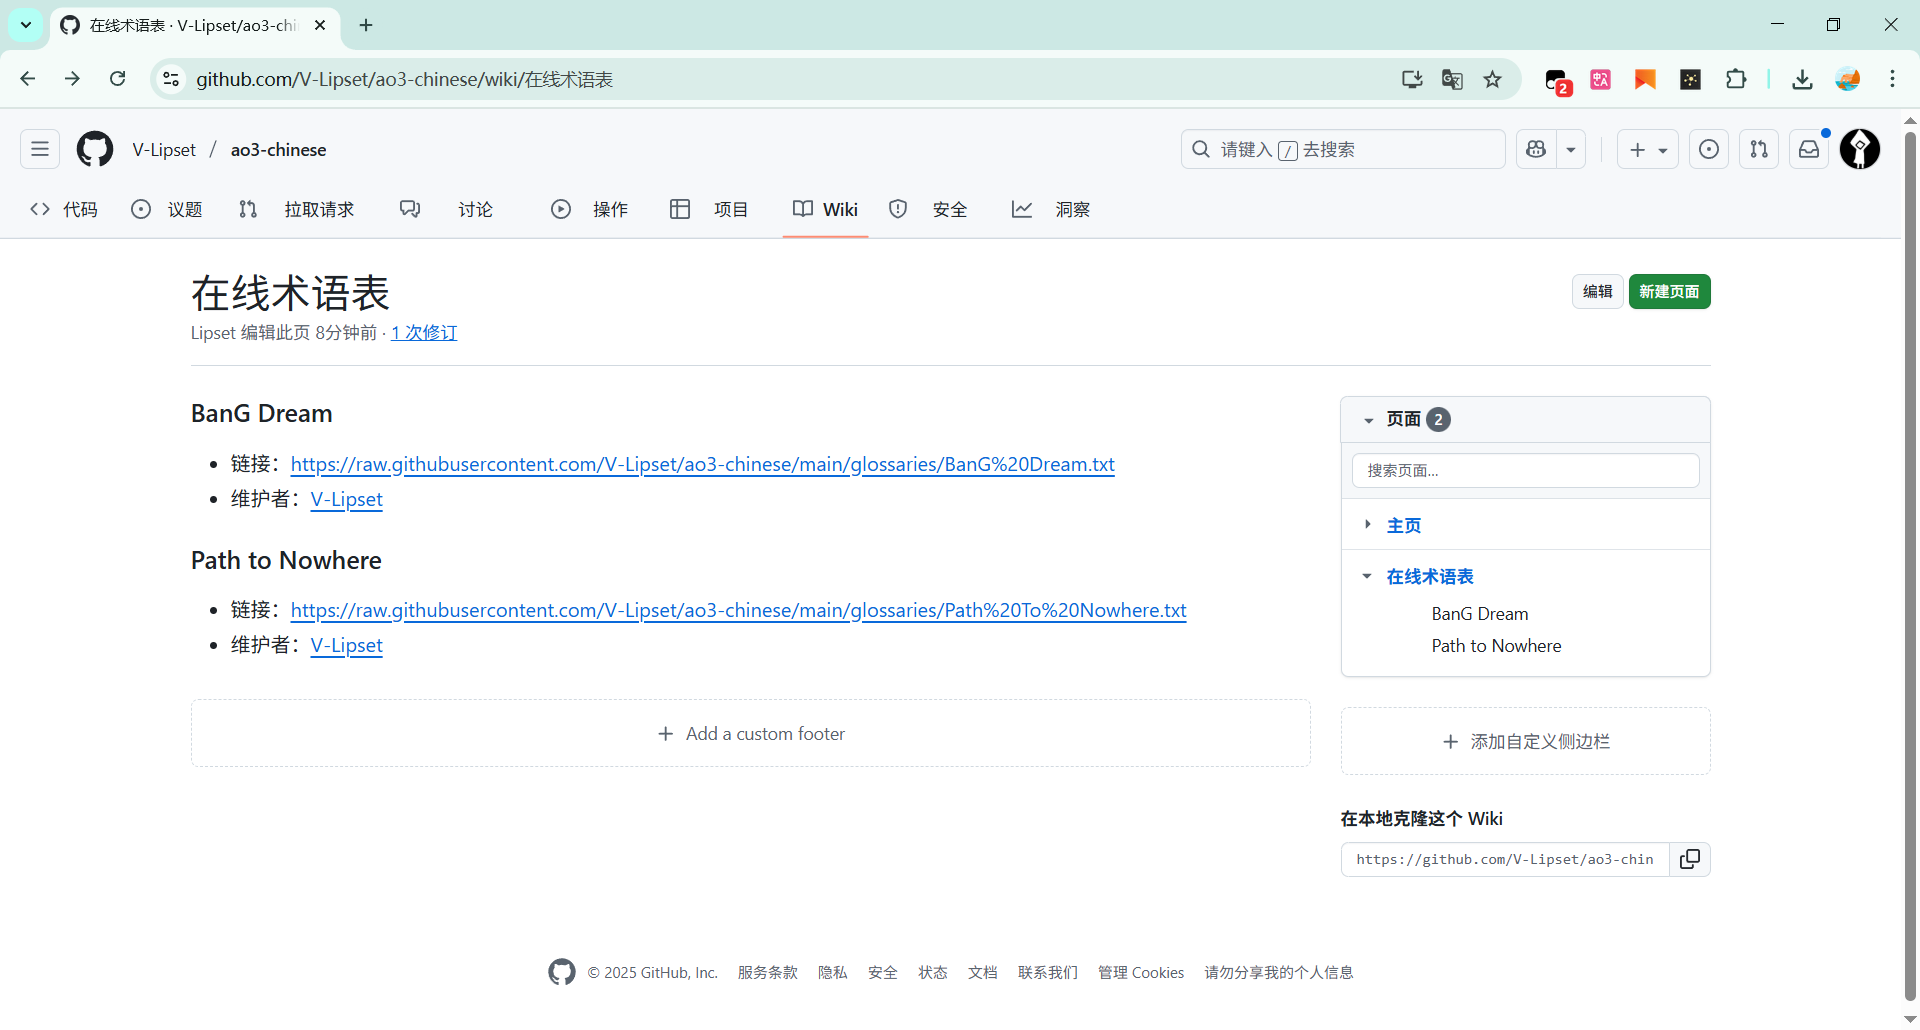 在线术语表 · V-Lipset/ao3-chi
github.com/V-Lipset/ao3-chinese/wiki/在线术语表
2
V-Lipset / ao3-chinese
请键入 / 去搜索
代码
议题
拉取请求
讨论
操作
项目
Wiki
安全
洞察
在线术语表
编辑
新建页面
Lipset 编辑此页 8分钟前 · 1 次修订
BanG Dream
链接：https://raw.githubusercontent.com/V-Lipset/ao3-chinese/main/glossaries/BanG%20Dream.txt
维护者：V-Lipset
Path to Nowhere
链接：https://raw.githubusercontent.com/V-Lipset/ao3-chinese/main/glossaries/Path%20To%20Nowhere.txt
维护者：V-Lipset
Add a custom footer
页面 2
搜索页面...
主页
在线术语表
BanG Dream
Path to Nowhere
添加自定义侧边栏
在本地克隆这个 Wiki
https://github.com/V-Lipset/ao3-chin
© 2025 GitHub, Inc.
服务条款
隐私
安全
状态
文档
联系我们
管理 Cookies
请勿分享我的个人信息